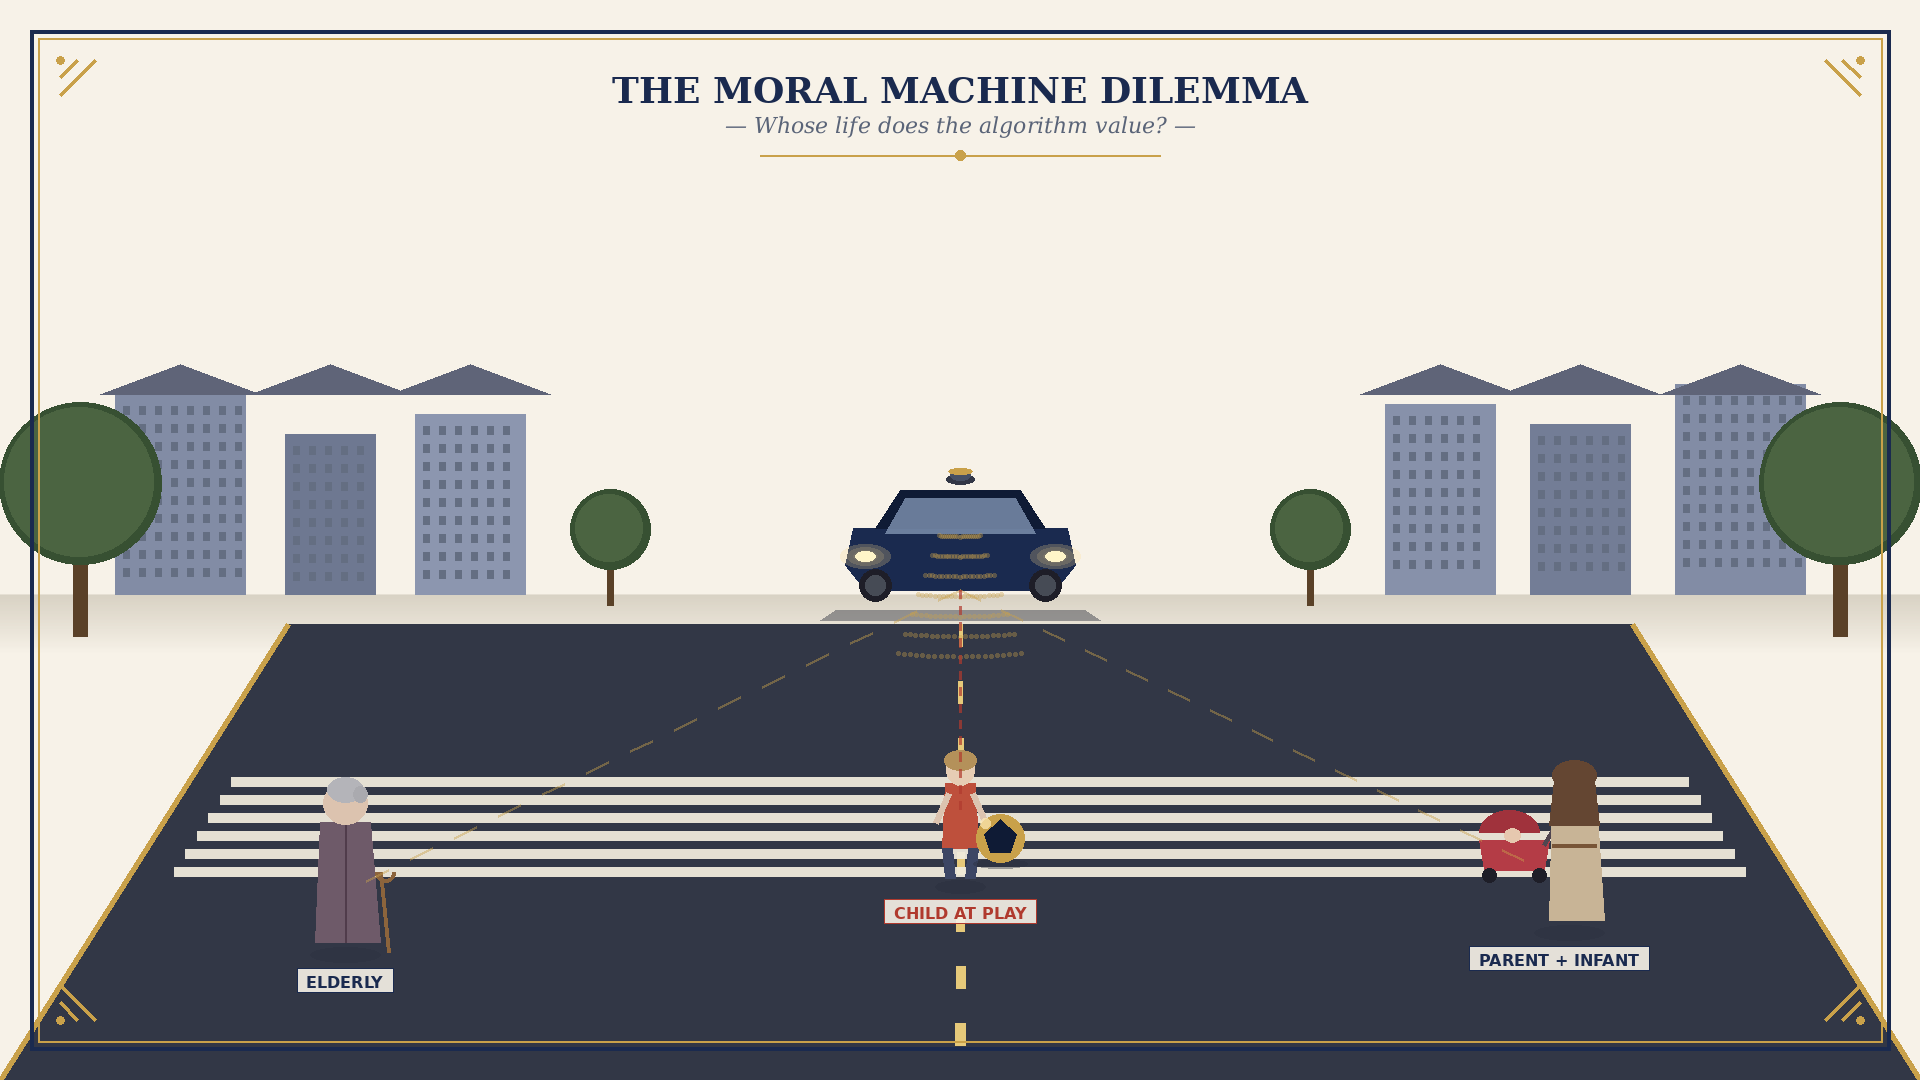 THE MORAL MACHINE DILEMMA
— Whose life does the algorithm value? —
CHILD AT PLAY
PARENT + INFANT
ELDERLY